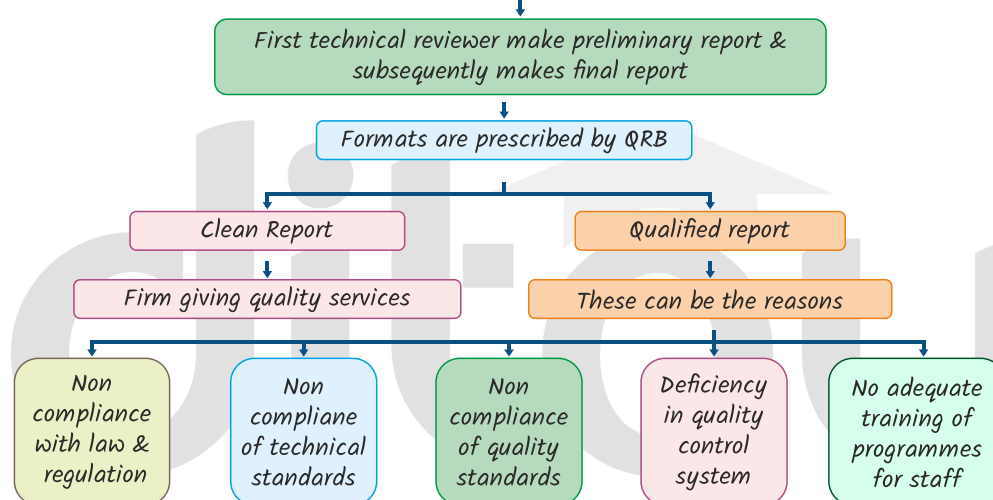 First technical reviewer make preliminary report &
subsequently makes final report
Formats are prescribed by QRB
Clean Report
Qualified report
Firm giving quality services
These can be the reasons
Non
compliance
with law &
regulation
Non
compliane
of technical
standards
Non
compliance
of quality
standards
Deficiency
in quality
control
system
No adequate
training of
programmes
for staff